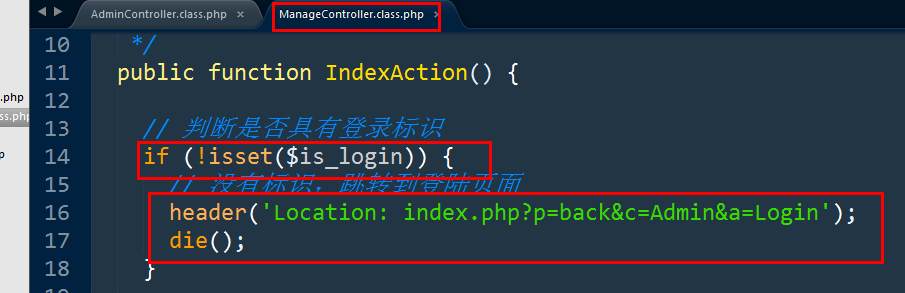 AdminController.class.php ×
ManageController.class.php
.php
ss.php
p
10 */
11 public function IndexAction() {
12
13 // 判断是否具有登录标识
14 if (!isset($is_login)) {
15 // 没有标识，跳转到登陆页面
16 header('Location: index.php?p=back&c=Admin&a=Login');
17 die();
18 }